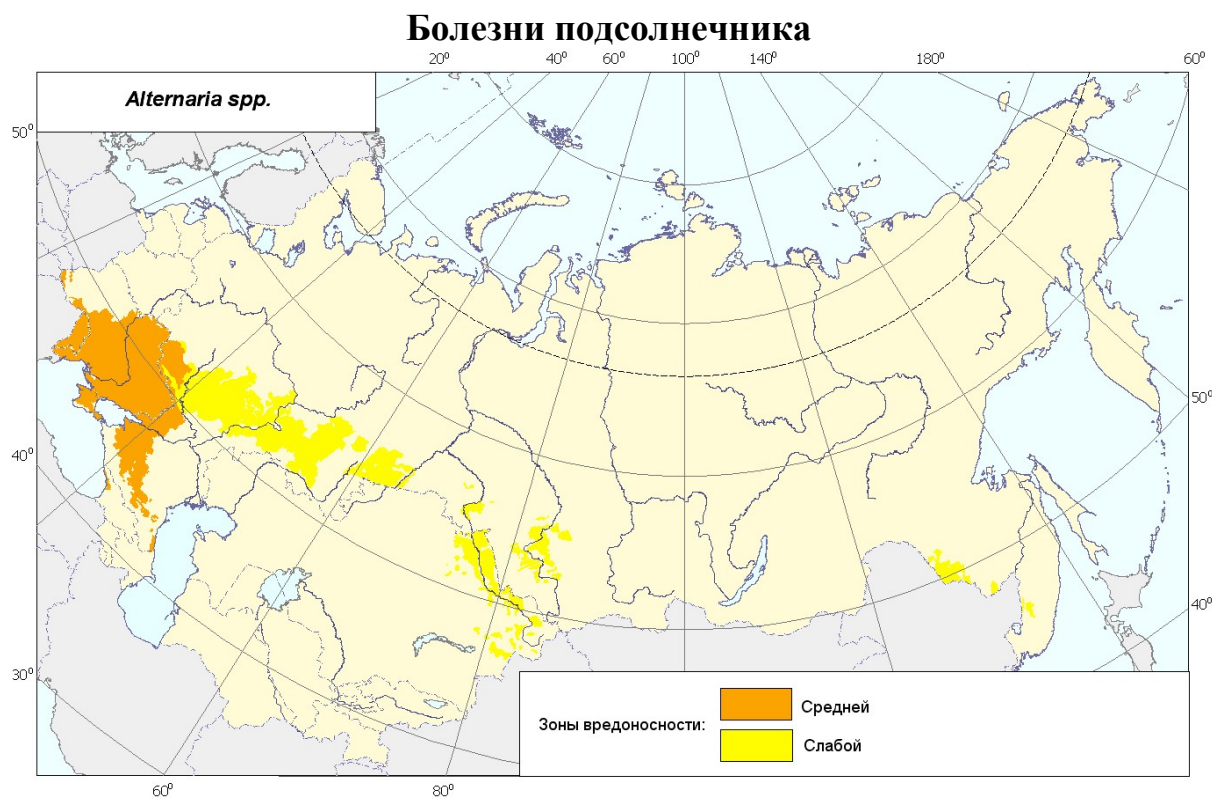 Болезни подсолнечника
20⁰ 40⁰ 60⁰ 100⁰ 140⁰ 180⁰ 60⁰
Alternaria spp.
50⁰
50⁰
40⁰
40⁰
30⁰
Зоны вредоносности:
Средней
Слабой
60⁰ 80⁰